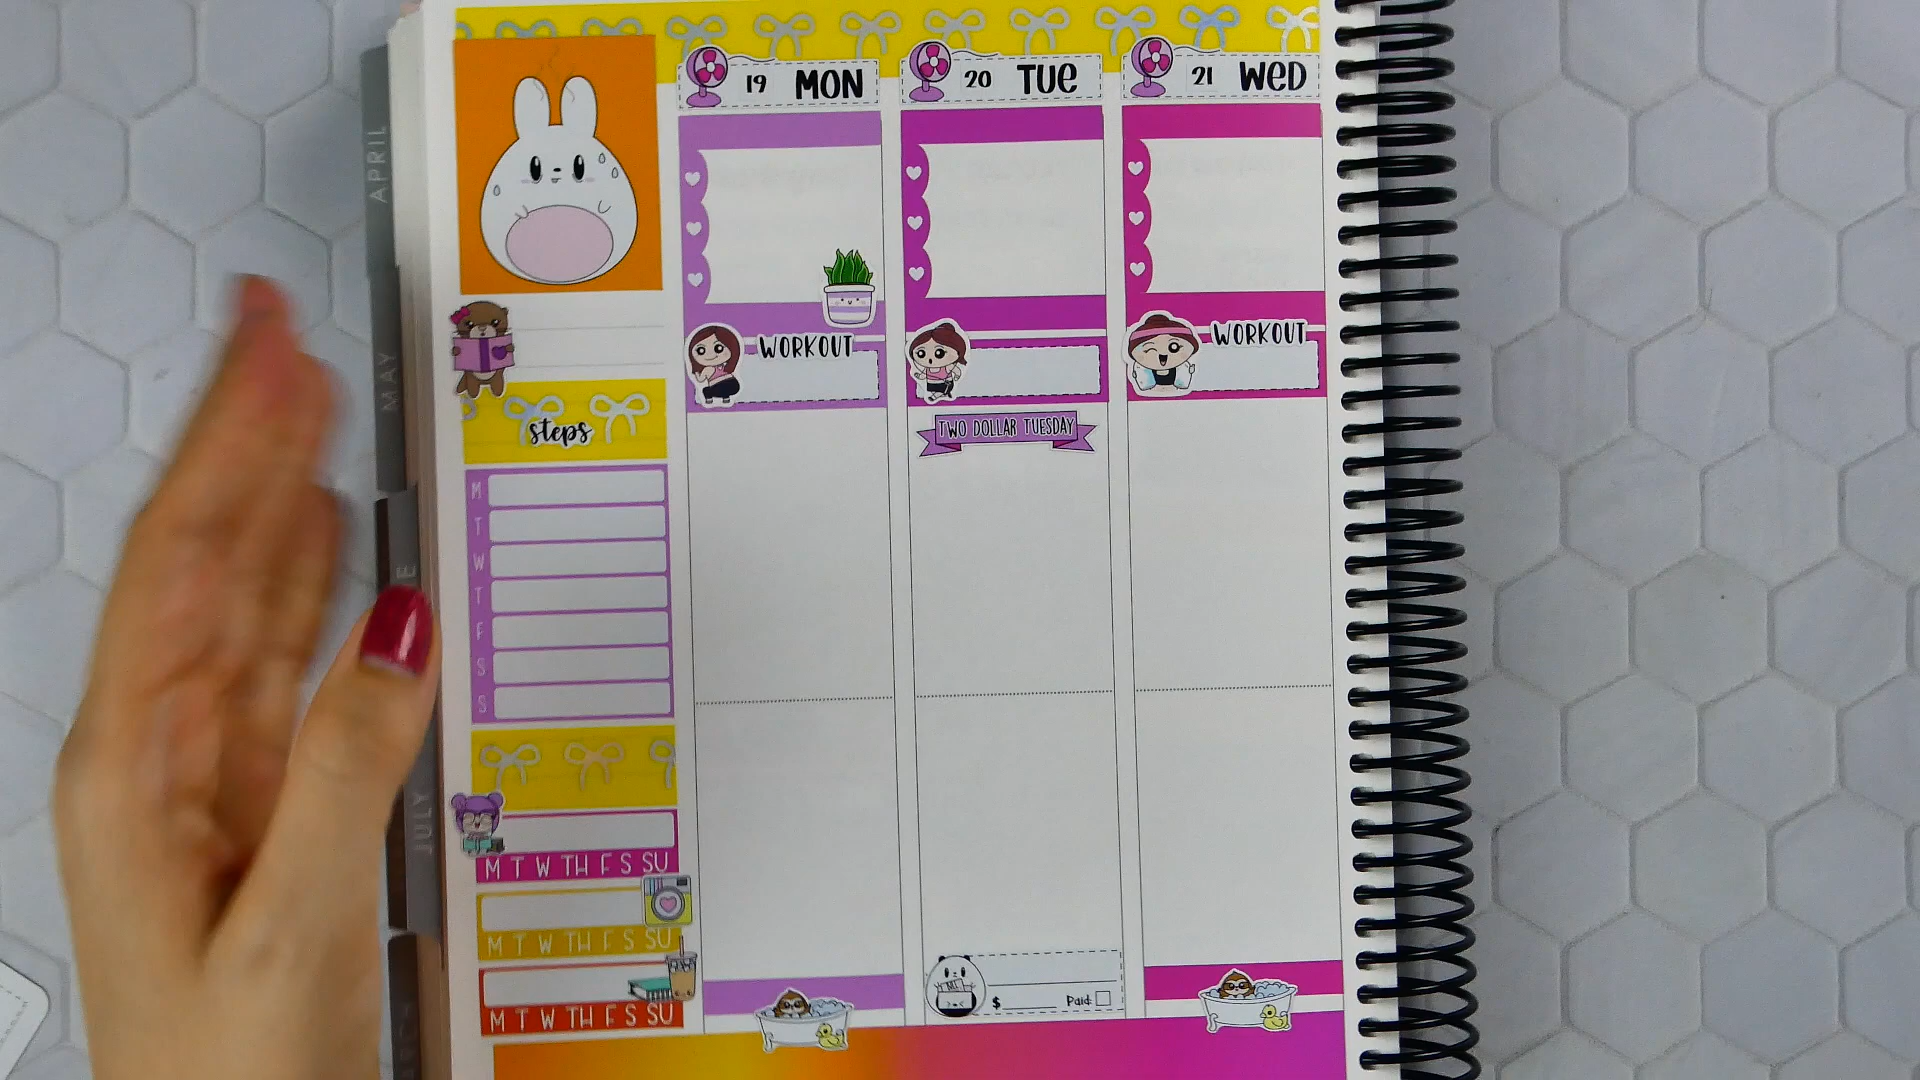 19 MON
20 TUE
21 WED
APRIL
MAY
WORKOUT
WORKOUT
TWO DOLLAR TUESDAY
steps
M
T
W
T
F
S
S
JULY
M T W TH F S SU
M T W TH F S SU
M T W TH F S SU
$ Paid: